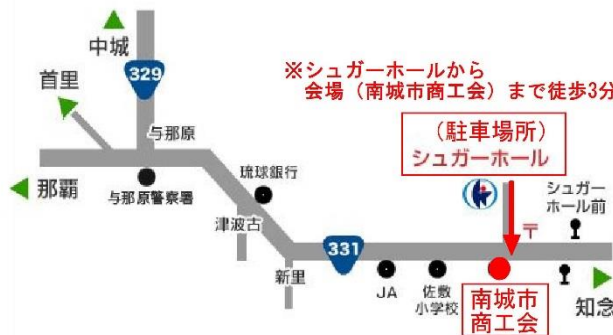 中城
329
※シュガーホールから
会場（南城市商工会）まで徒歩3分
首里
与那原
（駐車場所）
シュガーホール
那覇
与那原警察署
琉球銀行
津波古
シュガー
ホール前
〒
331
新里
JA
佐敷
小学校
南城市
商工会
知念